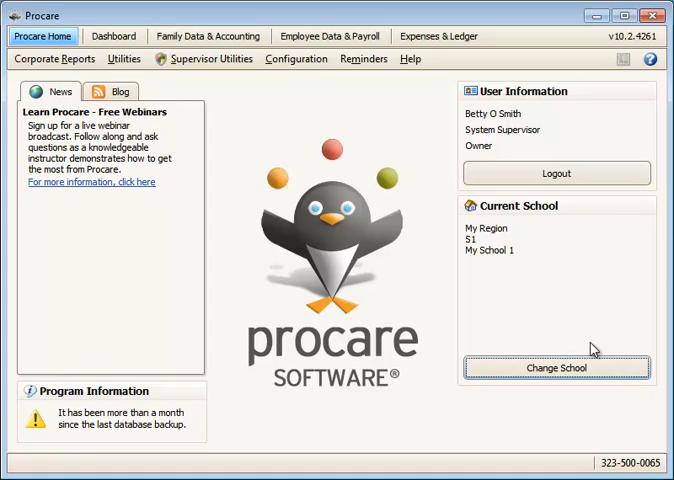 Procare
Procare Home
Dashboard
Family Data & Accounting
Employee Data & Payroll
Expenses & Ledger
v10.2.4261
Corporate Reports
Utilities
Supervisor Utilities
Configuration
Reminders
Help
News
Blog
Learn Procare - Free Webinars
Sign up for a live webinar
broadcast. Follow along and ask
questions as a knowledgeable
instructor demonstrates how to get
the most from Procare.
For more information, click here
Program Information
It has been more than a month
since the last database backup.
procare
SOFTWARE®
User Information
Betty O Smith
System Supervisor
Owner
Logout
Current School
My Region
S1
My School 1
Change School
323-500-0065